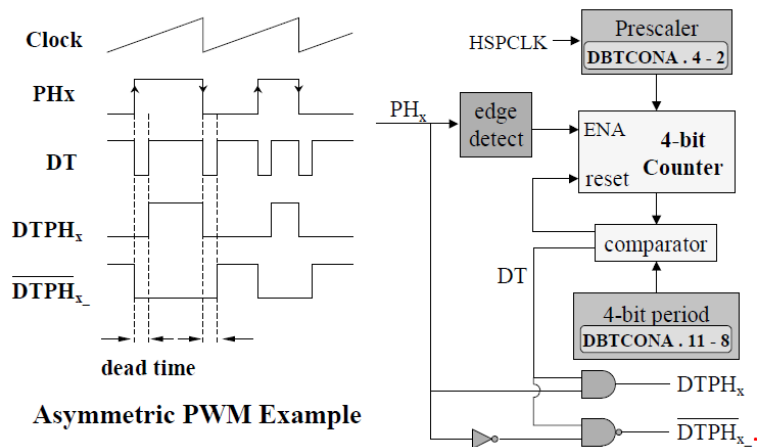 Clock
PHx
DT
DTPHx
DTPHx_
dead time
Asymmetric PWM Example
HSPCLK
Prescaler
DBTCONA . 4 - 2
PHx
edge
detect
ENA
reset
4-bit
Counter
comparator
DT
4-bit period
DBTCONA . 11 - 8
DTPHx
DTPHx_